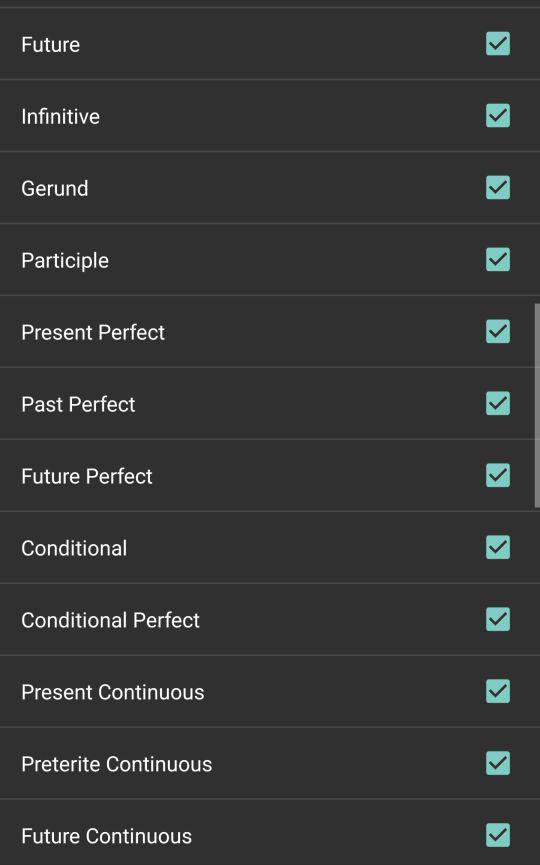 Future
Infinitive
Gerund
Participle
Present Perfect
Past Perfect
Future Perfect
Conditional
Conditional Perfect
Present Continuous
Preterite Continuous
Future Continuous